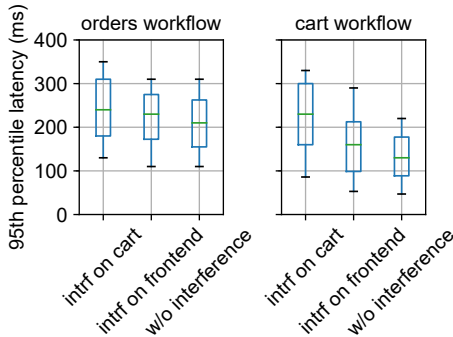 orders workflow
cart workflow
95th percentile latency (ms)
400
300
200
100
0
intrf on cart
intrf on frontend
w/o interference
intrf on cart
intrf on frontend
w/o interference